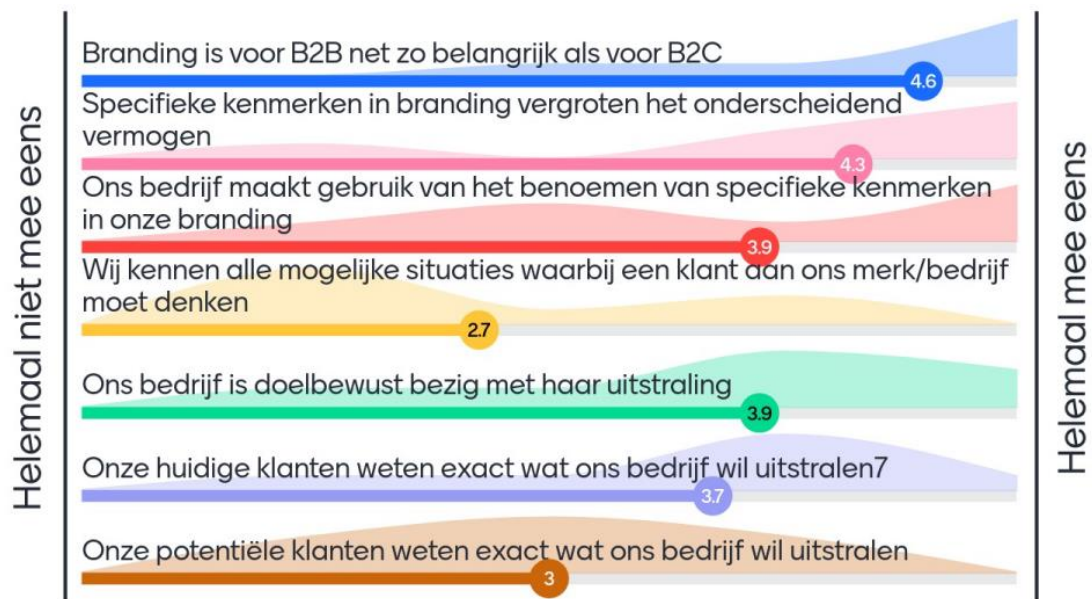 Helemaal niet mee eens
Branding is voor B2B net zo belangrijk als voor B2C
4.6
Specifieke kenmerken in branding vergroten het onderscheidend
vermogen
4.3
Ons bedrijf maakt gebruik van het benoemen van specifieke kenmerken
in onze branding
3.9
Wij kennen alle mogelijke situaties waarbij een klant aan ons merk/bedrijf
moet denken
2.7
Ons bedrijf is doelbewust bezig met haar uitstraling
3.9
Onze huidige klanten weten exact wat ons bedrijf wil uitstralen7
3.7
Onze potentiële klanten weten exact wat ons bedrijf wil uitstralen
3
Helemaal mee eens